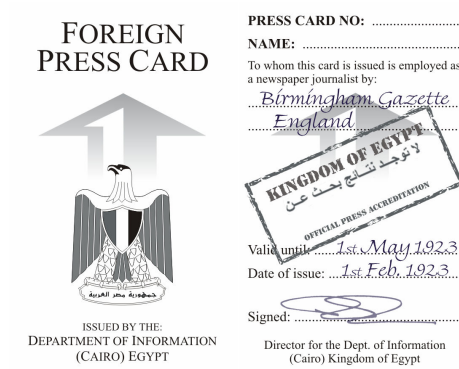 FOREIGN
PRESS CARD
جمهورية مصر العربية
ISSUED BY THE:
DEPARTMENT OF INFORMATION
(CAIRO) EGYPT
PRESS CARD NO: ....................
NAME: ....................
To whom this card is issued is employed as
a newspaper journalist by:
Birmingham Gazette
England
KINGDOM OF EGYPT
لا توجد نتائج بحث عن
OFFICIAL PRESS ACCREDITATION
Valid until: ....1st May 1923
Date of issue: ....1st Feb. 1923
Signed: ....................
Director for the Dept. of Information
(Cairo) Kingdom of Egypt